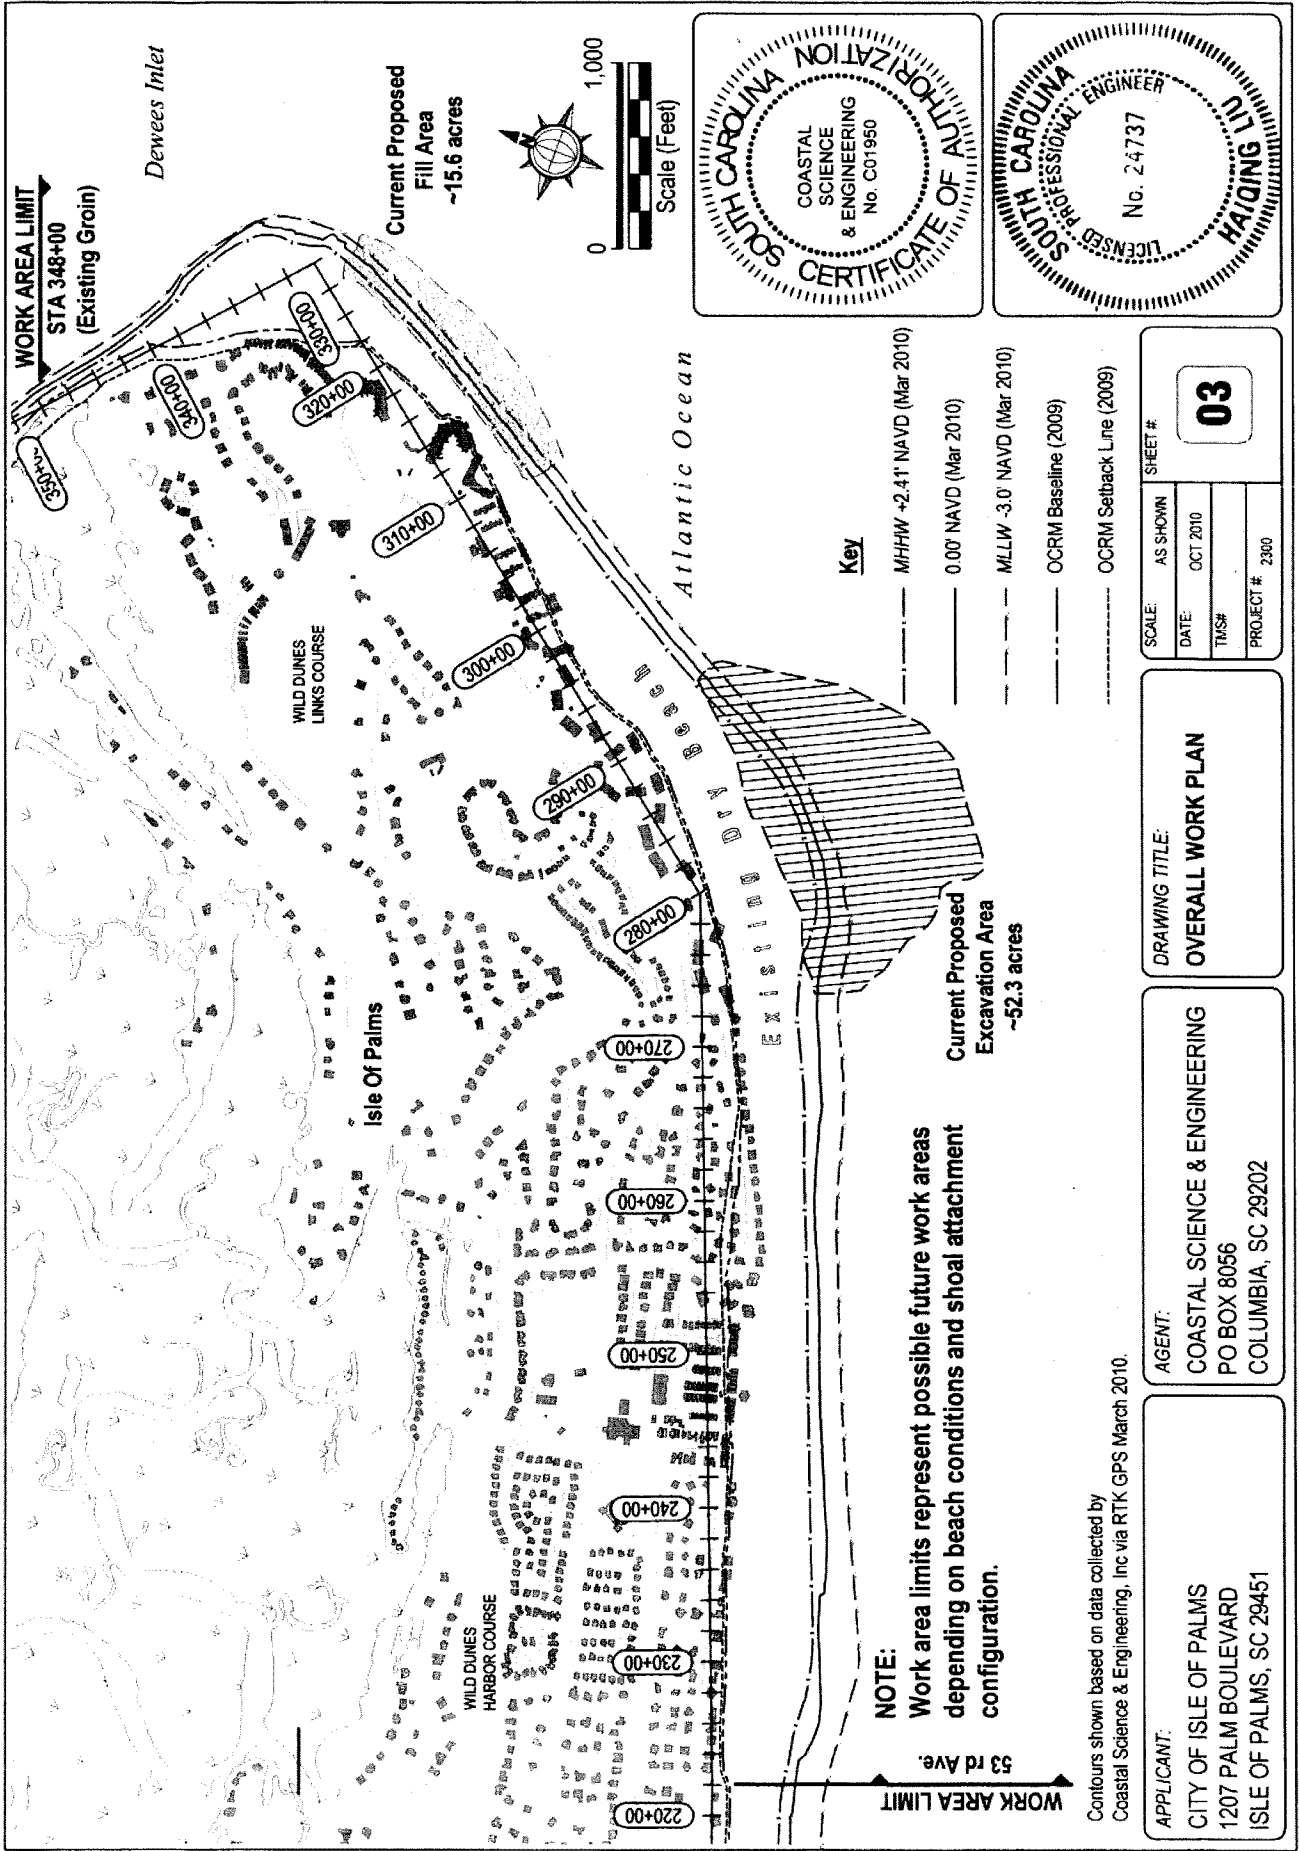 WORK AREA LIMIT
STA 348+00
(Existing Groin)
Dewees Inlet
Current Proposed
Fill Area
~15.6 acres
N
0
1,000
Scale (Feet)
350+
340+00
330+00
320+00
310+00
300+00
290+00
280+00
270+00
260+00
250+00
240+00
230+00
220+00
WILD DUNES
LINKS COURSE
Isle Of Palms
WILD DUNES
HARBOR COURSE
Existing Dry Beach
Atlantic Ocean
Current Proposed
Excavation Area
~52.3 acres
WORK AREA LIMIT
53 rd Ave.
NOTE:
Work area limits represent possible future work areas
depending on beach conditions and shoal attachment
configuration.
Key
MHHW +2.41' NAVD (Mar 2010)
0.00' NAVD (Mar 2010)
MLLW -3.0' NAVD (Mar 2010)
OCRM Baseline (2009)
OCRM Setback Line (2009)
SOUTH CAROLINA
CERTIFICATE OF AUTHORIZATION
COASTAL
SCIENCE
& ENGINEERING
No. C01950
SOUTH CAROLINA
LICENSED PROFESSIONAL ENGINEER
No. 24737
HAIQING LIU
Contours shown based on data collected by
Coastal Science & Engineering, Inc via RTK GPS March 2010.
APPLICANT:
CITY OF ISLE OF PALMS
1207 PALM BOULEVARD
ISLE OF PALMS, SC 29451
AGENT:
COASTAL SCIENCE & ENGINEERING
PO BOX 8056
COLUMBIA, SC 29202
DRAWING TITLE:
OVERALL WORK PLAN
SCALE: AS SHOWN
DATE: OCT 2010
TMS#
PROJECT #: 2300
SHEET #:
03